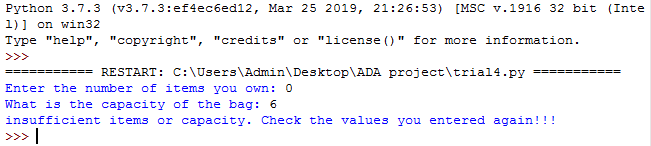 Python 3.7.3 (v3.7.3:ef4ec6ed12, Mar 25 2019, 21:26:53) [MSC v.1916 32 bit (Inte
l)] on win32
Type "help", "copyright", "credits" or "license()" for more information.
>>>
=========== RESTART: C:\Users\Admin\Desktop\ADA project\trial4.py ===========
Enter the number of items you own: 0
What is the capacity of the bag: 6
insufficient items or capacity. Check the values you entered again!!!
>>>